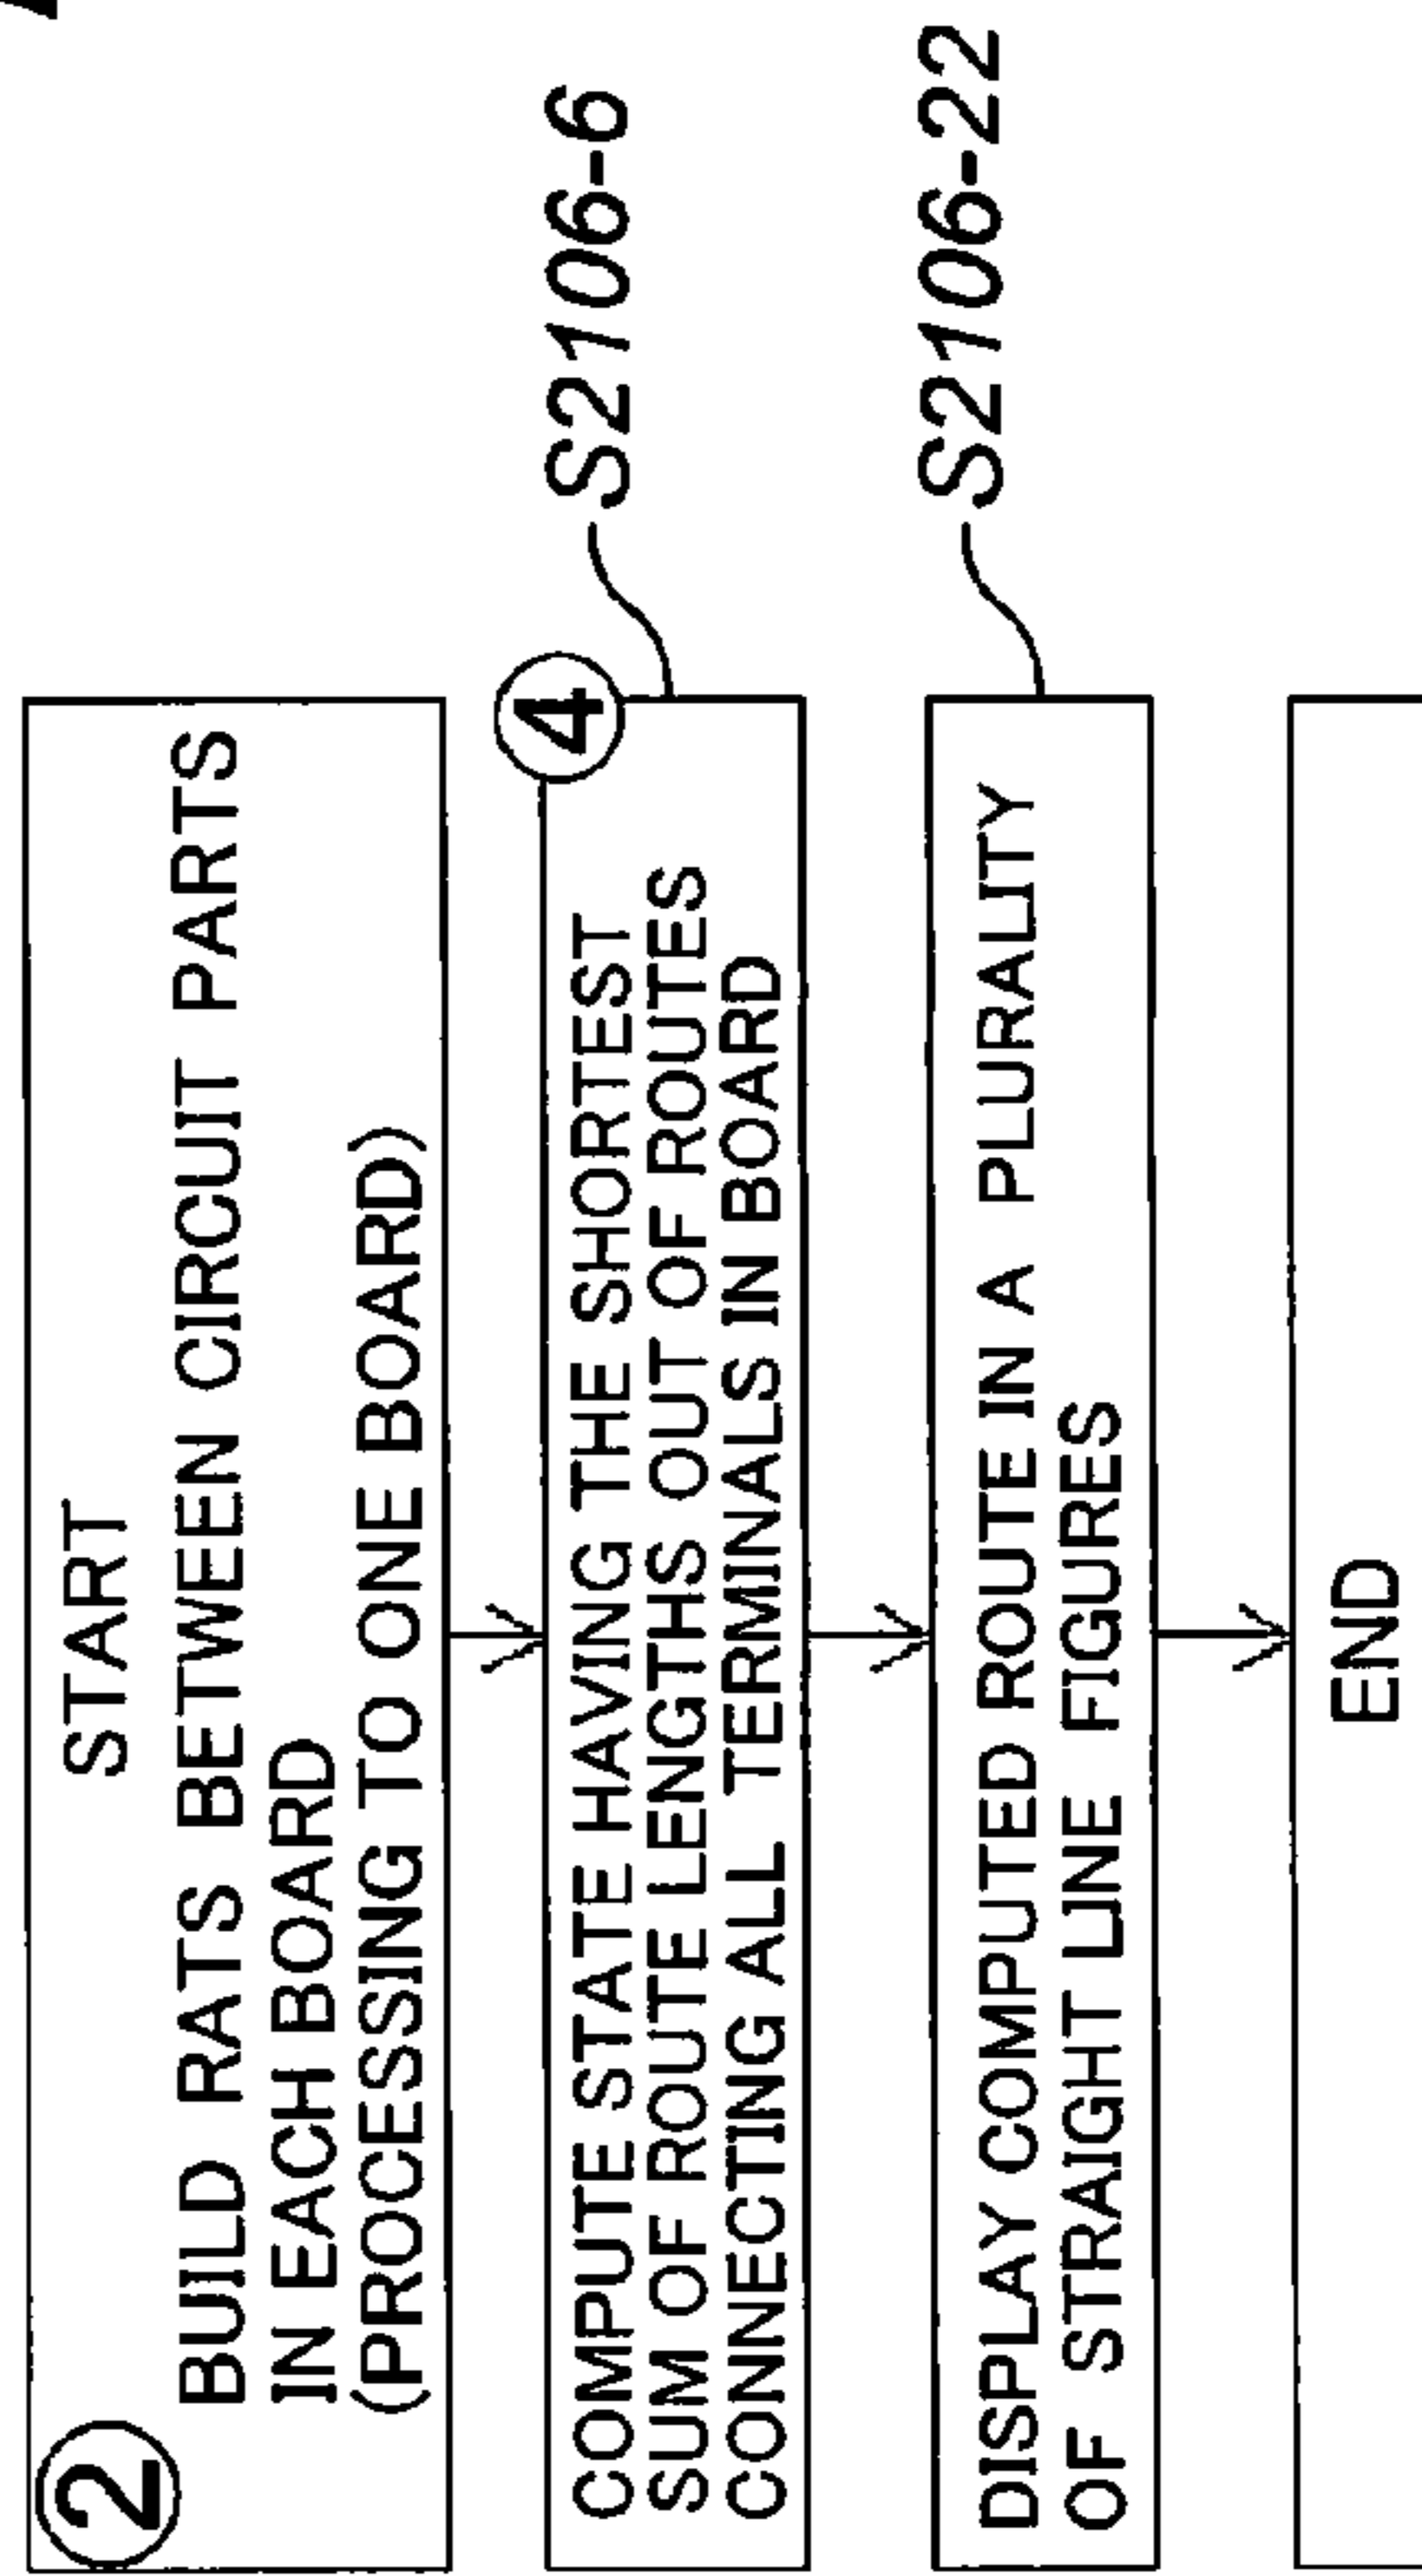 START
②
BUILD RATS BETWEEN CIRCUIT PARTS
IN EACH BOARD
(PROCESSING TO ONE BOARD)
④
S2106-6
COMPUTE STATE HAVING THE SHORTEST
SUM OF ROUTE LENGTHS OUT OF ROUTES
CONNECTING ALL TERMINALS IN BOARD
S2106-22
DISPLAY COMPUTED ROUTE IN A PLURALITY
OF STRAIGHT LINE FIGURES
END